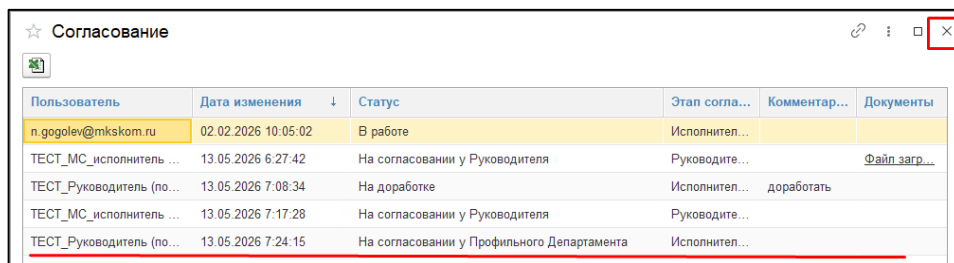 Согласование
Пользователь Дата изменения ↓ Статус Этап согла... Комментар... Документы
n.gogolev@mkskom.ru 02.02.2026 10:05:02 В работе Исполнител...
ТЕСТ_МС_исполнитель ... 13.05.2026 6:27:42 На согласовании у Руководителя Руководите... Файл загр...
ТЕСТ_Руководитель (по... 13.05.2026 7:08:34 На доработке Исполнител... доработать
ТЕСТ_МС_исполнитель ... 13.05.2026 7:17:28 На согласовании у Руководителя Руководите...
ТЕСТ_Руководитель (по... 13.05.2026 7:24:15 На согласовании у Профильного Департамента Исполнител...